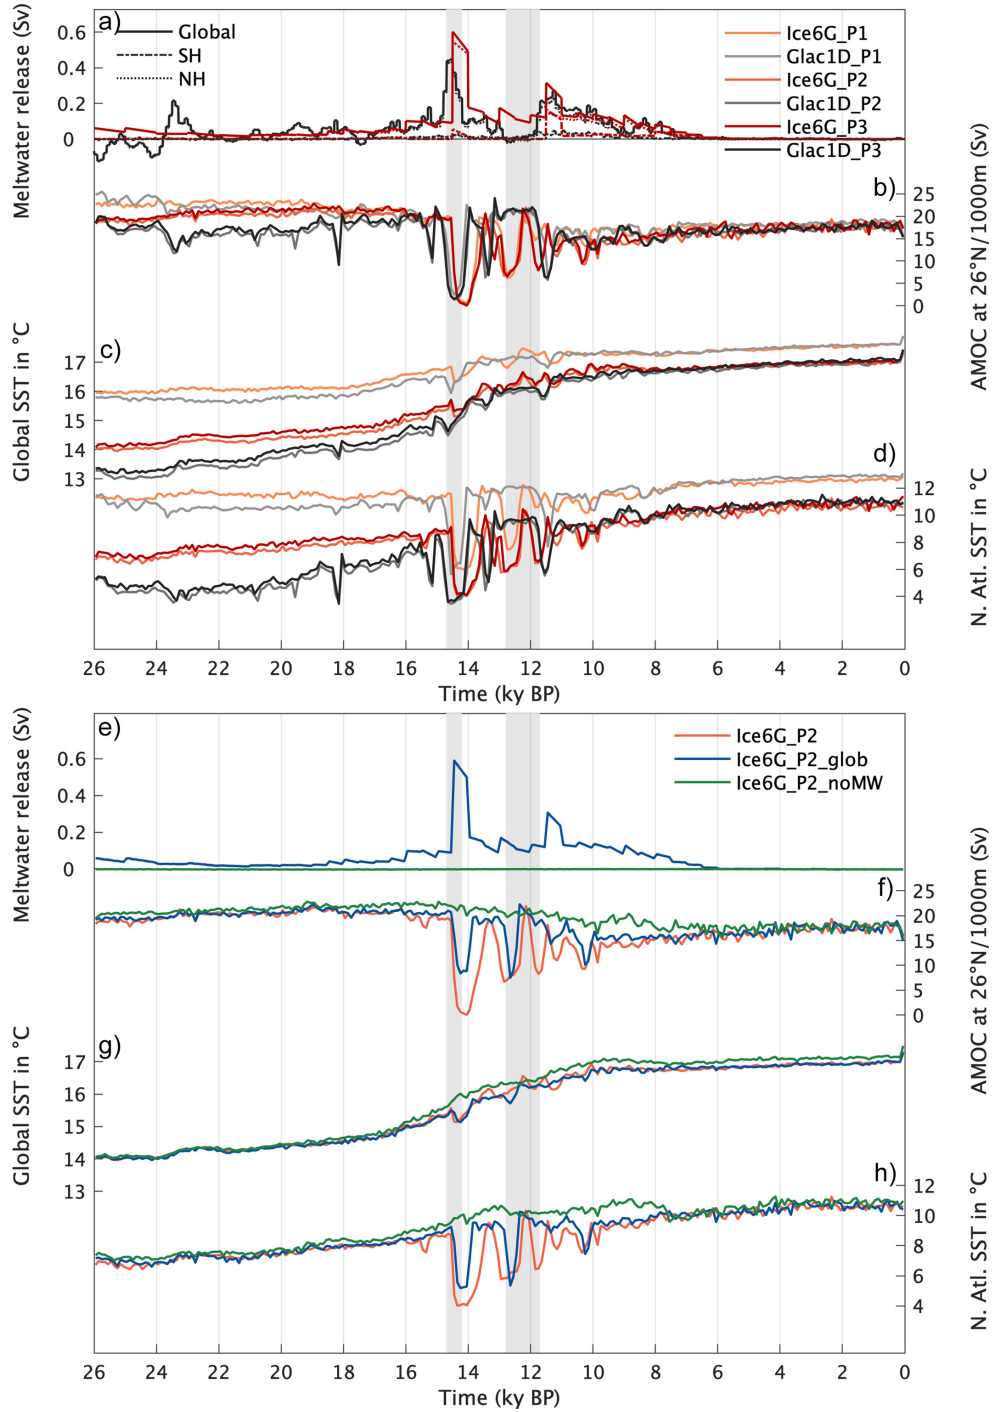 a)
Meltwater release (Sv)
0.6
0.4
0.2
0
Global
SH
NH
Ice6G_P1
Glac1D_P1
Ice6G_P2
Glac1D_P2
Ice6G_P3
Glac1D_P3
b)
25
20
15
10
5
0
AMOC at 26°N/1000m (Sv)
c)
Global SST in °C
17
16
15
14
13
d)
12
10
8
6
4
N. Atl. SST in °C
26 24 22 20 18 16 14 12 10 8 6 4 2 0
Time (ky BP)
e)
Meltwater release (Sv)
0.6
0.4
0.2
0
Ice6G_P2
Ice6G_P2_glob
Ice6G_P2_noMW
f)
25
20
15
10
5
0
AMOC at 26°N/1000m (Sv)
g)
Global SST in °C
17
16
15
14
13
h)
12
10
8
6
4
N. Atl. SST in °C
26 24 22 20 18 16 14 12 10 8 6 4 2 0
Time (ky BP)